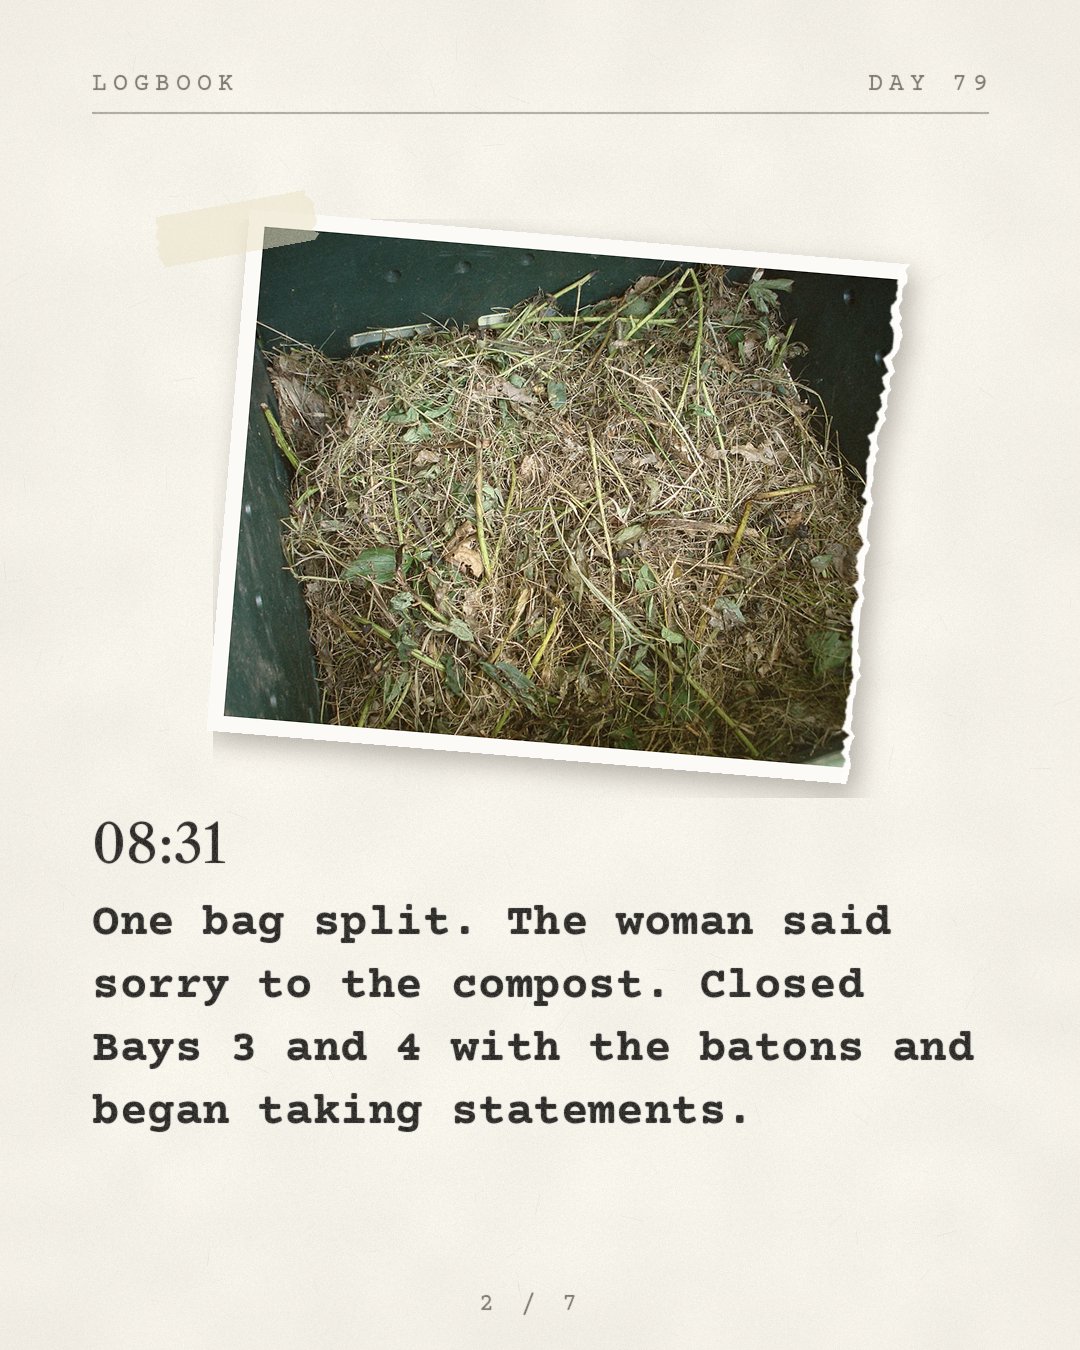 LOGBOOK
DAY 79
08:31
One bag split. The woman said
sorry to the compost. Closed
Bays 3 and 4 with the batons and
began taking statements.
2 / 7